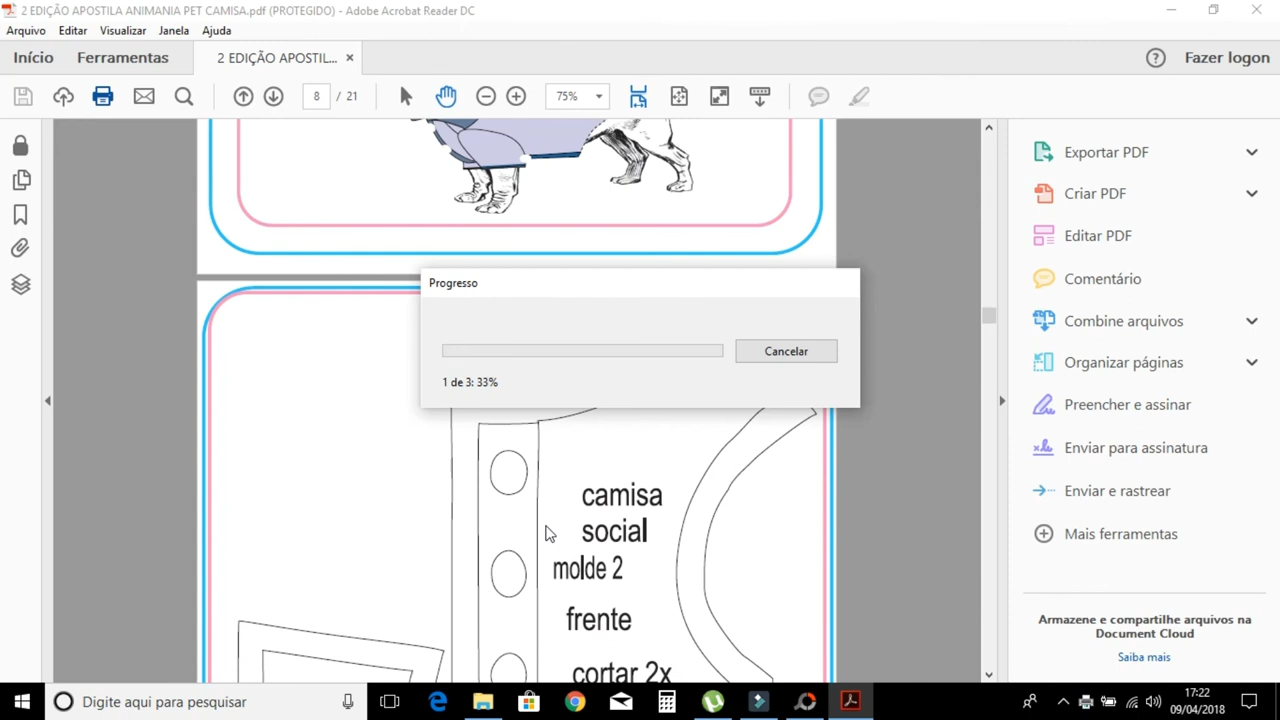 2 EDIÇÃO APOSTILA ANIMANIA PET CAMISA.pdf (PROTEGIDO) - Adobe Acrobat Reader DC
Arquivo Editar Visualizar Janela Ajuda
Início Ferramentas 2 EDIÇÃO APOSTIL... × Fazer logon
8 / 21 75%
Exportar PDF
Criar PDF
Editar PDF
Comentário
Combine arquivos
Organizar páginas
Preencher e assinar
Enviar para assinatura
Enviar e rastrear
Mais ferramentas
Armazene e compartilhe arquivos na
Document Cloud
Saiba mais
Progresso
Cancelar
1 de 3: 33%
camisa
social
molde 2
frente
cortar 2x
Digite aqui para pesquisar
17:22
09/04/2018